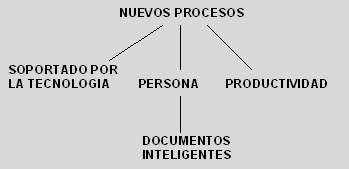 NUEVOS PROCESOS
SOPORTADO POR
LA TECNOLOGIA
PERSONA
PRODUCTIVIDAD
DOCUMENTOS
INTELIGENTES